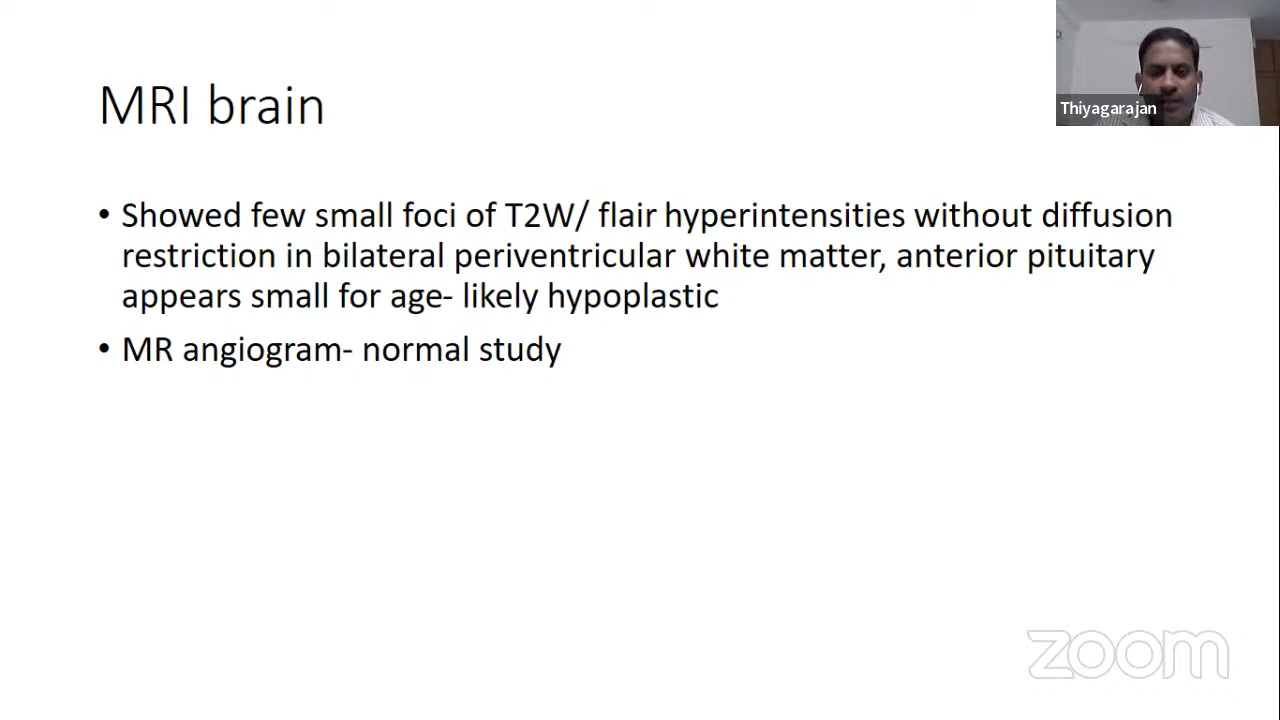 MRI brain
Thiyagarajan
• Showed few small foci of T2W/ flair hyperintensities without diffusion
restriction in bilateral periventricular white matter, anterior pituitary
appears small for age- likely hypoplastic
• MR angiogram- normal study
zoom